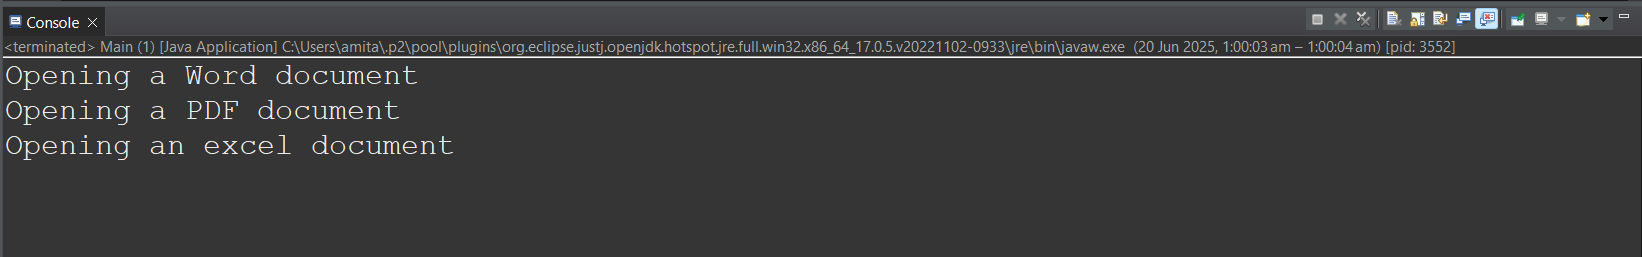 Console
<terminated> Main (1) [Java Application] C:\Users\amita\.p2\pool\plugins\org.eclipse.justj.openjdk.hotspot.jre.full.win32.x86_64_17.0.5.v20221102-0933\jre\bin\javaw.exe (20 Jun 2025, 1:00:03 am – 1:00:04 am) [pid: 3552]
Opening a Word document
Opening a PDF document
Opening an excel document